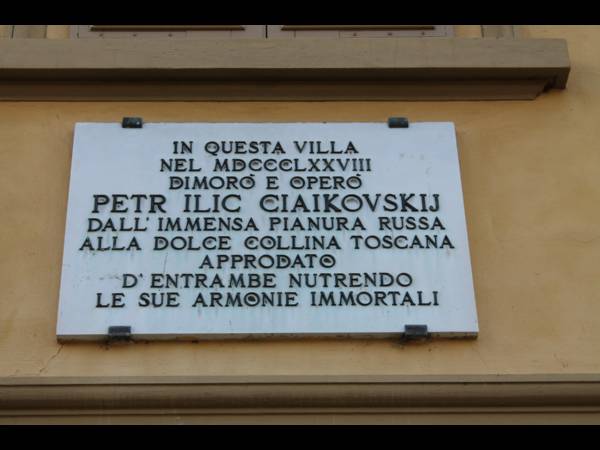 IN QUESTA VILLA
NEL MDCCCLXXVIII
DIMORÒ E OPERÒ
PETR ILIC CIAIKOVSKIJ
DALL' IMMENSA PIANURA RUSSA
ALLA DOLCE COLLINA TOSCANA
APPRODATO
D' ENTRAMBE NUTRENDO
LE SUE ARMONIE IMMORTALI